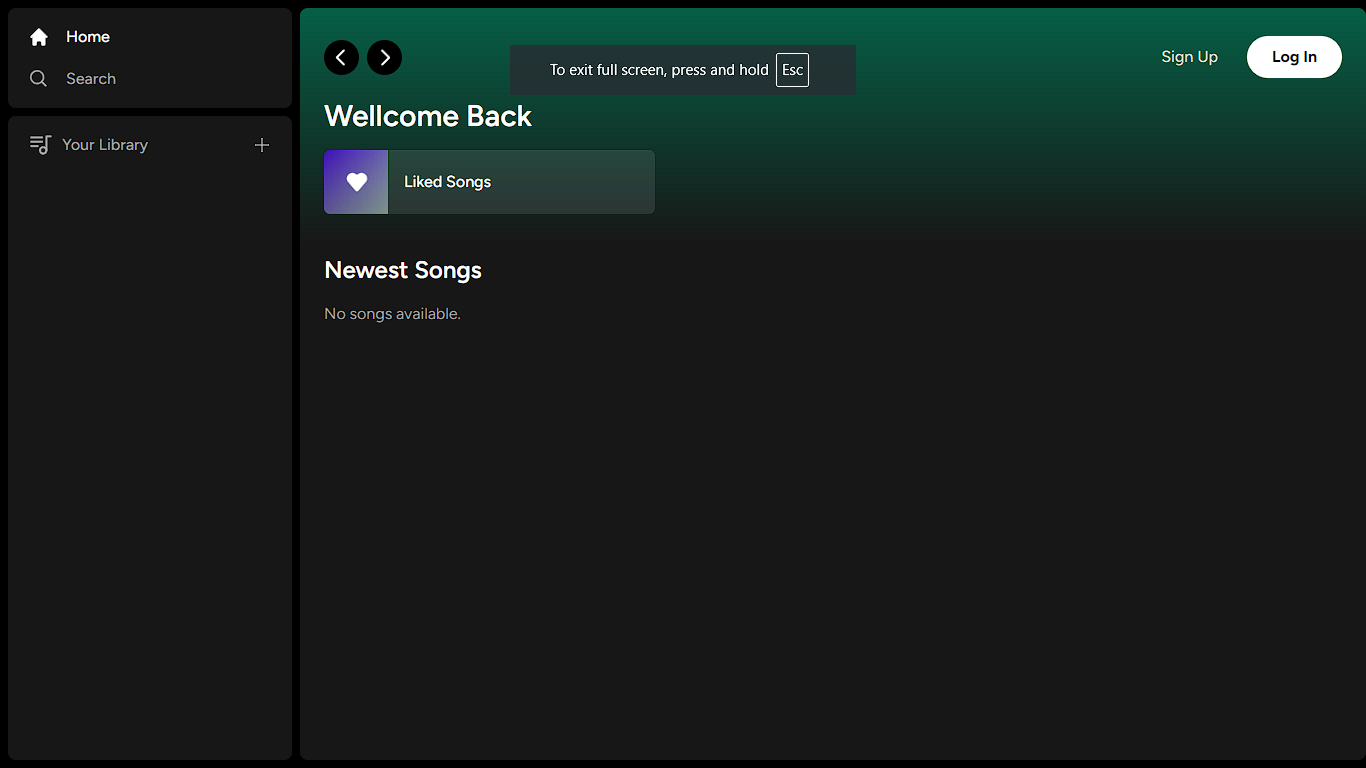 Home
Search
Your Library
To exit full screen, press and hold Esc
Sign Up
Log In
Wellcome Back
Liked Songs
Newest Songs
No songs available.